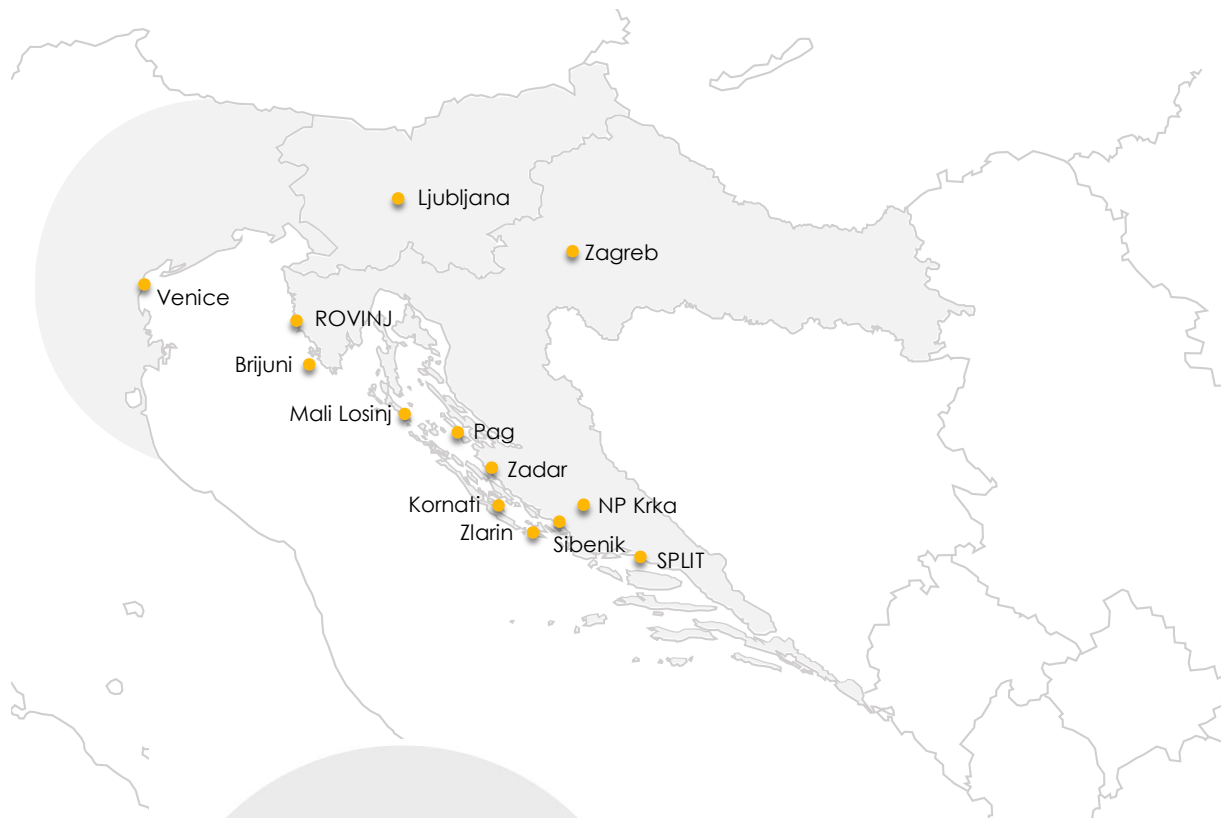 Ljubljana
Zagreb
Venice
ROVINJ
Brijuni
Mali Losinj
Pag
Zadar
Kornati
NP Krka
Zlarin
Sibenik
SPLIT